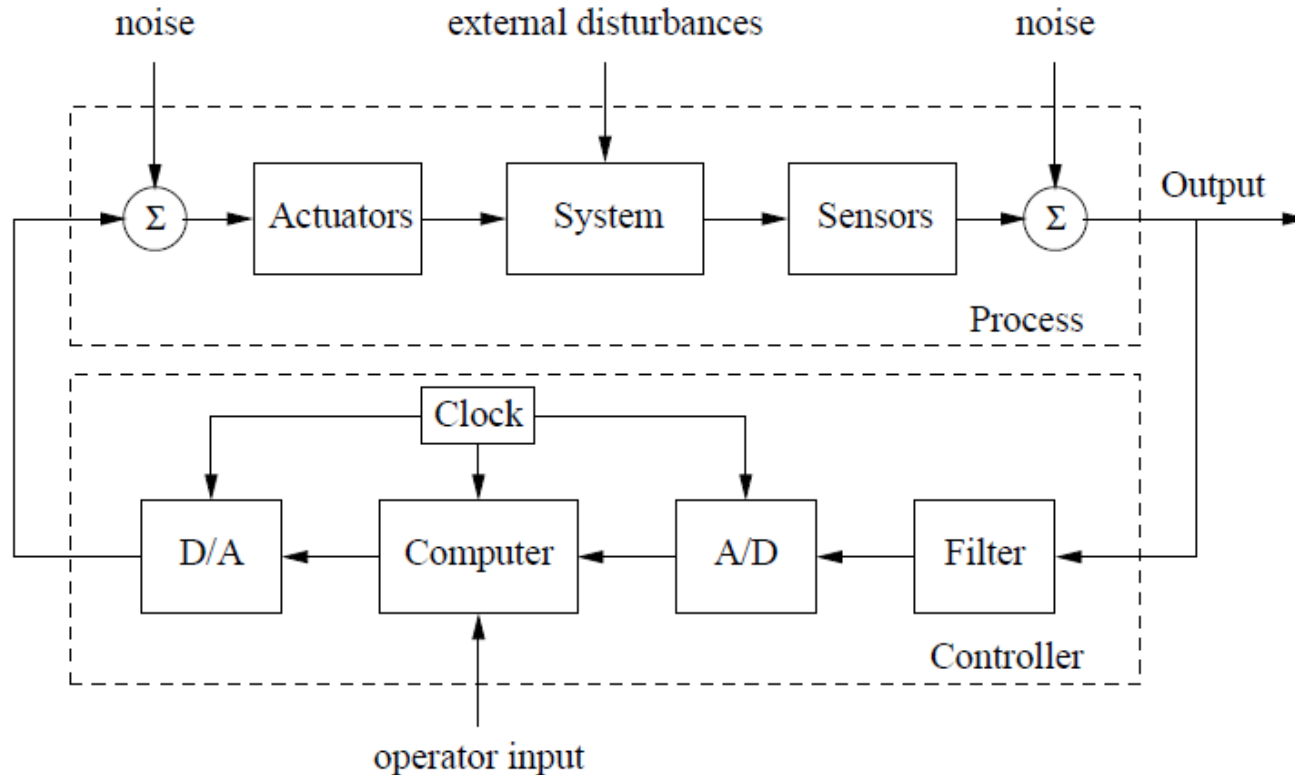 noise
external disturbances
noise
Σ
Actuators
System
Sensors
Σ
Output
Process
Clock
D/A
Computer
A/D
Filter
Controller
operator input